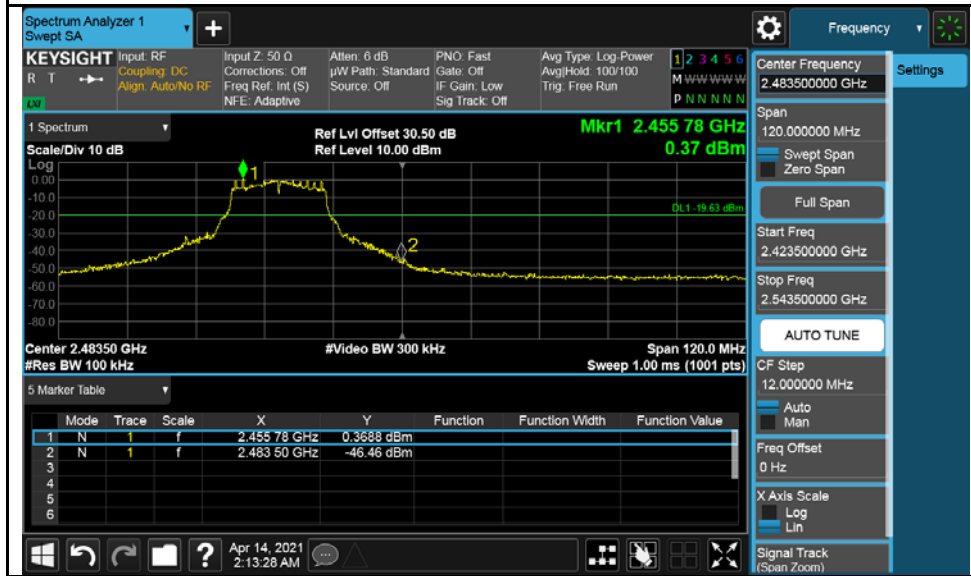 Spectrum Analyzer 1
Swept SA
Frequency
KEYSIGHT
R T
LXI
Input: RF
Coupling: DC
Align: Auto/No RF
Input Z: 50 Ω
Corrections: Off
Freq Ref: Int (S)
NFE: Adaptive
Atten: 6 dB
µW Path: Standard
Source: Off
PNO: Fast
Gate: Off
IF Gain: Low
Sig Track: Off
Avg Type: Log-Power
Avg|Hold: 100/100
Trig: Free Run
1 2 3 4 5 6
M W W W W W
P N N N N N
1 Spectrum
Scale/Div 10 dB
Ref Lvl Offset 30.50 dB
Ref Level 10.00 dBm
Mkr1 2.455 78 GHz
0.37 dBm
Log
0.00
-10.0
-20.0
-30.0
-40.0
-50.0
-60.0
-70.0
-80.0
1
2
DL1 -19.63 dBm
Center 2.48350 GHz
#Video BW 300 kHz
Span 120.0 MHz
#Res BW 100 kHz
Sweep 1.00 ms (1001 pts)
5 Marker Table
Mode Trace Scale X Y Function Function Width Function Value
1 N 1 f 2.455 78 GHz 0.3688 dBm
2 N 1 f 2.483 50 GHz -46.46 dBm
3
4
5
6
Apr 14, 2021
2:13:28 AM
Center Frequency
2.483500000 GHz
Span
120.000000 MHz
Swept Span
Zero Span
Full Span
Start Freq
2.423500000 GHz
Stop Freq
2.543500000 GHz
AUTO TUNE
CF Step
12.000000 MHz
Auto
Man
Freq Offset
0 Hz
X Axis Scale
Log
Lin
Signal Track
(Span Zoom)
Settings